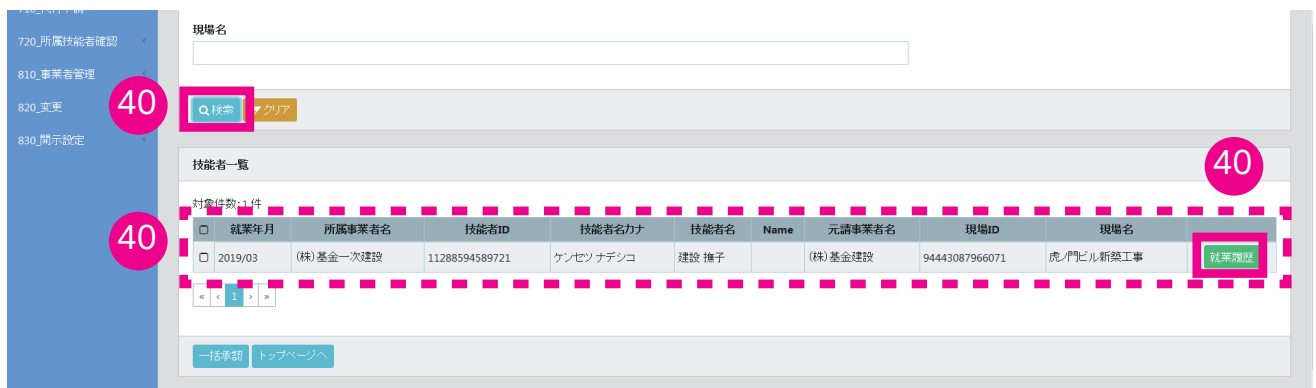 720_所属技能者確認
810_事業者管理
820_変更
830_開示設定
現場名
40
検索
クリア
技能者一覧
40
対象件数:1件
40
就業年月 所属事業者名 技能者ID 技能者名カナ 技能者名 Name 元請事業者名 現場ID 現場名
2019/03 (株)基金一次建設 11288594589721 ケンセツ ナデシコ 建設 撫子 (株)基金建設 94443087966071 虎ノ門ビル新築工事 就業履歴
« ‹ 1 › »
一括承認 トップページへ